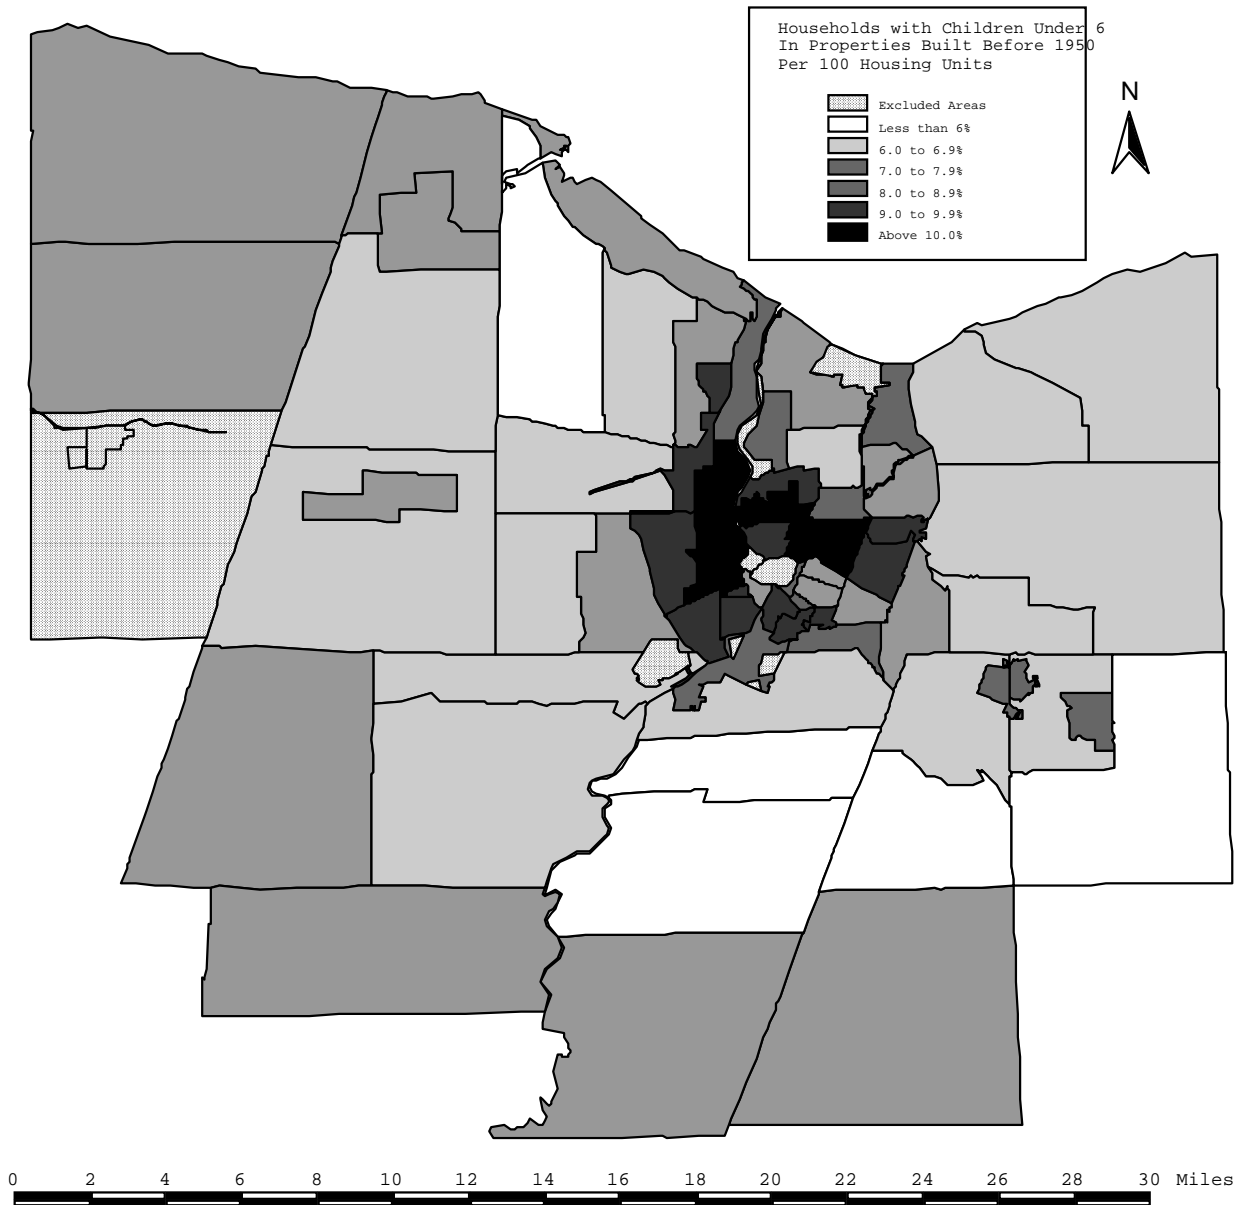 Households with Children Under 6
In Properties Built Before 1950
Per 100 Housing Units
N
Excluded Areas
Less than 6%
6.0 to 6.9%
7.0 to 7.9%
8.0 to 8.9%
9.0 to 9.9%
Above 10.0%
0 2 4 6 8 10 12 14 16 18 20 22 24 26 28 30 Miles